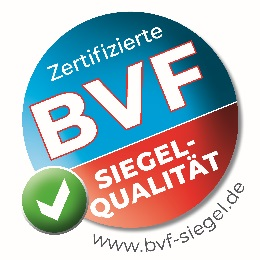 Zertifizierte
BVF
SIEGEL-
QUALITÄT
www.bvf-siegel.de